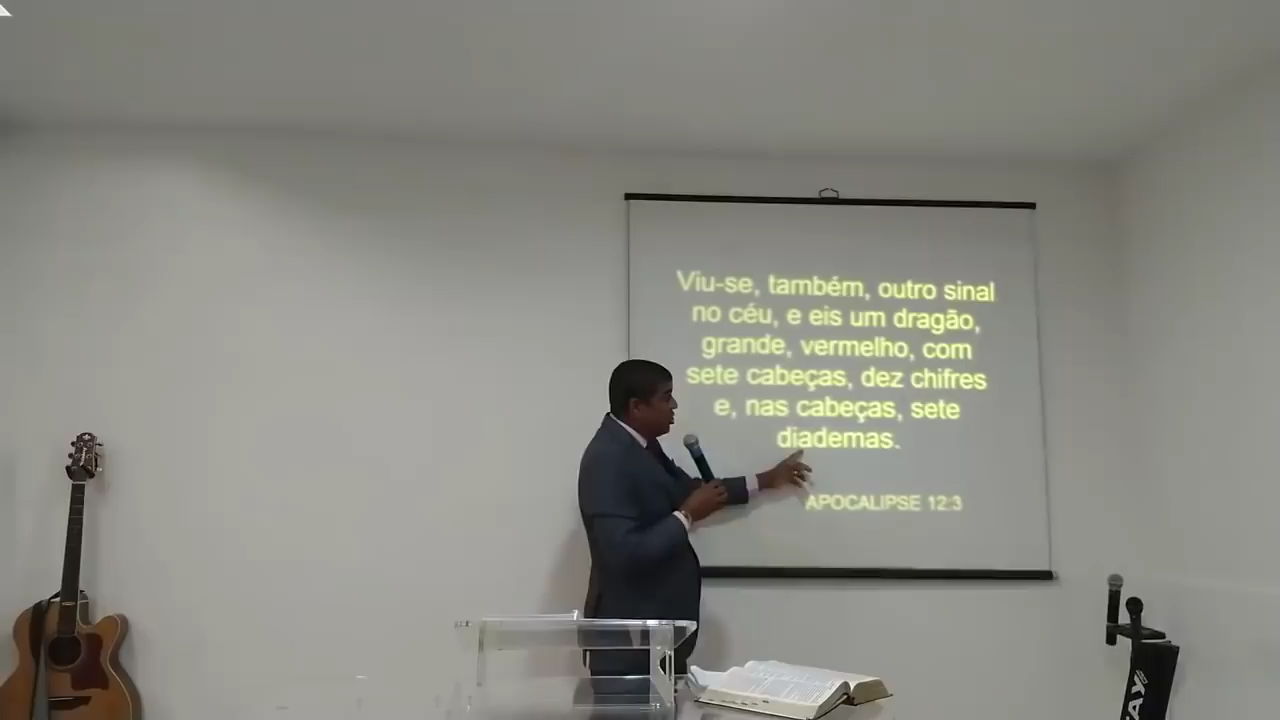 Viu-se, também, outro sinal
no céu, e eis um dragão,
grande, vermelho, com
sete cabeças, dez chifres
e, nas cabeças, sete
diademas.
APOCALIPSE 12:3